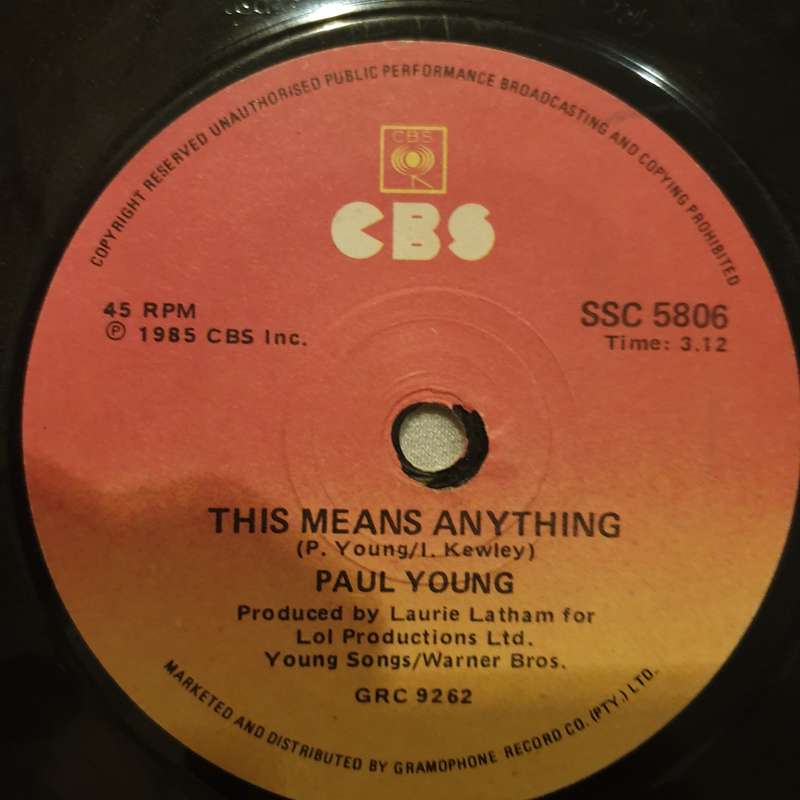 COPYRIGHT RESERVED UNAUTHORISED PUBLIC PERFORMANCE BROADCASTING AND COPYING PROHIBITED
CBS
CBS
45 RPM
℗ 1985 CBS Inc.
SSC 5806
Time: 3.12
THIS MEANS ANYTHING
(P. Young/I. Kewley)
PAUL YOUNG
Produced by Laurie Latham for
Lol Productions Ltd.
Young Songs/Warner Bros.
GRC 9262
MARKETED AND DISTRIBUTED BY GRAMOPHONE RECORD CO. (PTY.) LTD.